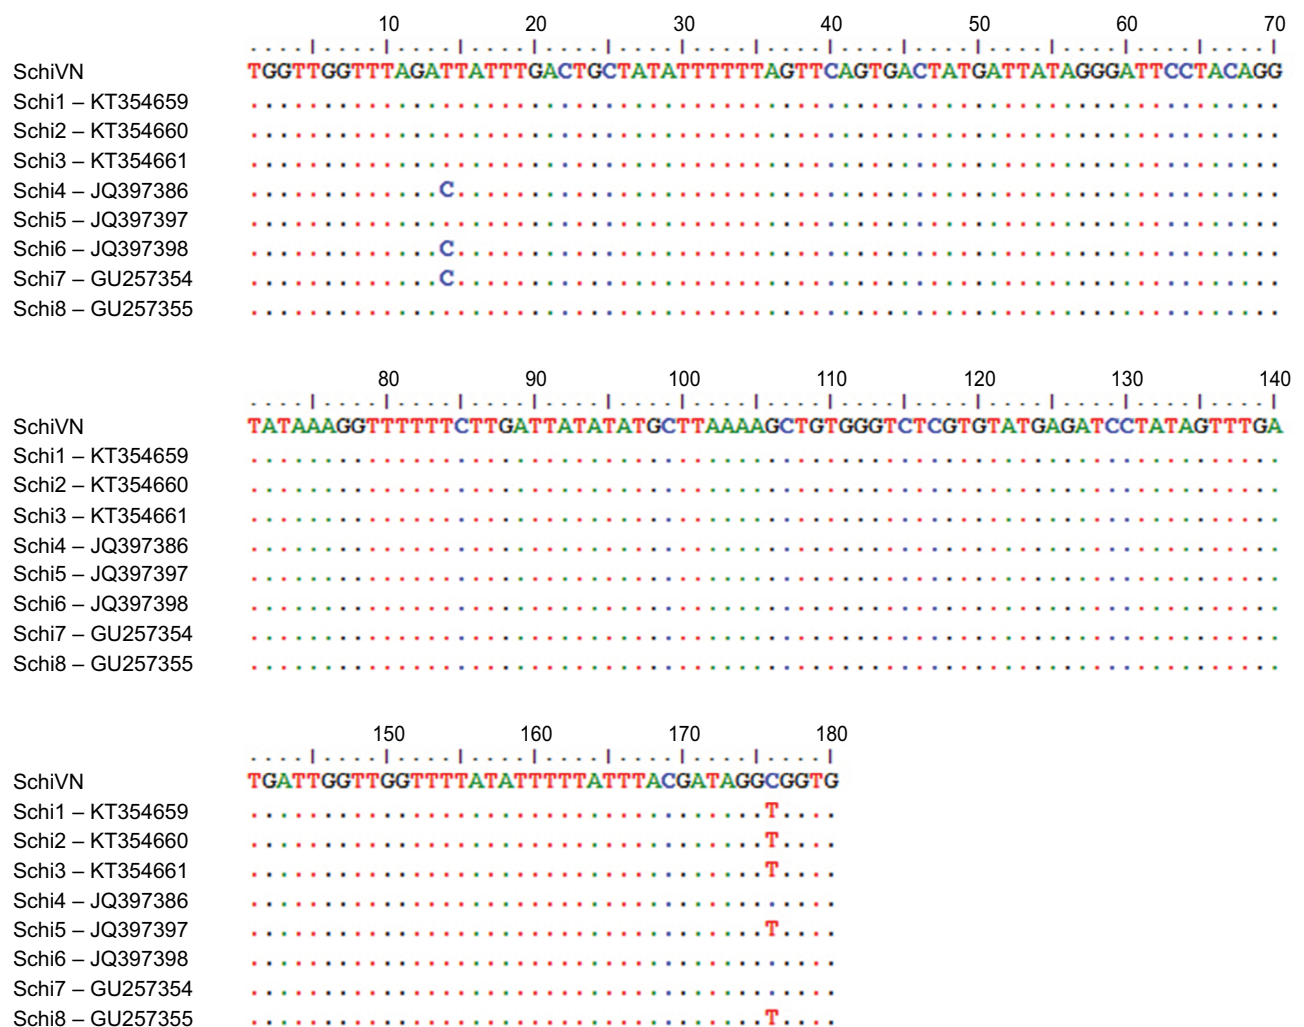 10 20 30 40 50 60 70
....|....|....|....|....|....|....|....|....|....|....|....|....|....|
SchiVN TGGTTGGTTTAGATTATTTGACTGCTATATTTTTTAGTTCAGTGACTATGATTATAGGGATTCCTACAGG
Schi1 – KT354659 ......................................................................
Schi2 – KT354660 ......................................................................
Schi3 – KT354661 ......................................................................
Schi4 – JQ397386 .............C........................................................
Schi5 – JQ397397 ......................................................................
Schi6 – JQ397398 .............C........................................................
Schi7 – GU257354 .............C........................................................
Schi8 – GU257355 ......................................................................
80 90 100 110 120 130 140
....|....|....|....|....|....|....|....|....|....|....|....|....|....|
SchiVN TATAAAGGTTTTTTCTTGATTATATATGCTTAAAAGCTGTGGGTCTCGTGTATGAGATCCTATAGTTTGA
Schi1 – KT354659 ......................................................................
Schi2 – KT354660 ......................................................................
Schi3 – KT354661 ......................................................................
Schi4 – JQ397386 ......................................................................
Schi5 – JQ397397 ......................................................................
Schi6 – JQ397398 ......................................................................
Schi7 – GU257354 ......................................................................
Schi8 – GU257355 ......................................................................
150 160 170 180
....|....|....|....|....|....|....|....|
SchiVN TGATTGGTTGGTTTTATATTTTTATTTACGATAGGCGGTG
Schi1 – KT354659 ...................................T....
Schi2 – KT354660 ...................................T....
Schi3 – KT354661 ...................................T....
Schi4 – JQ397386 ........................................
Schi5 – JQ397397 ...................................T....
Schi6 – JQ397398 ........................................
Schi7 – GU257354 ........................................
Schi8 – GU257355 ...................................T....